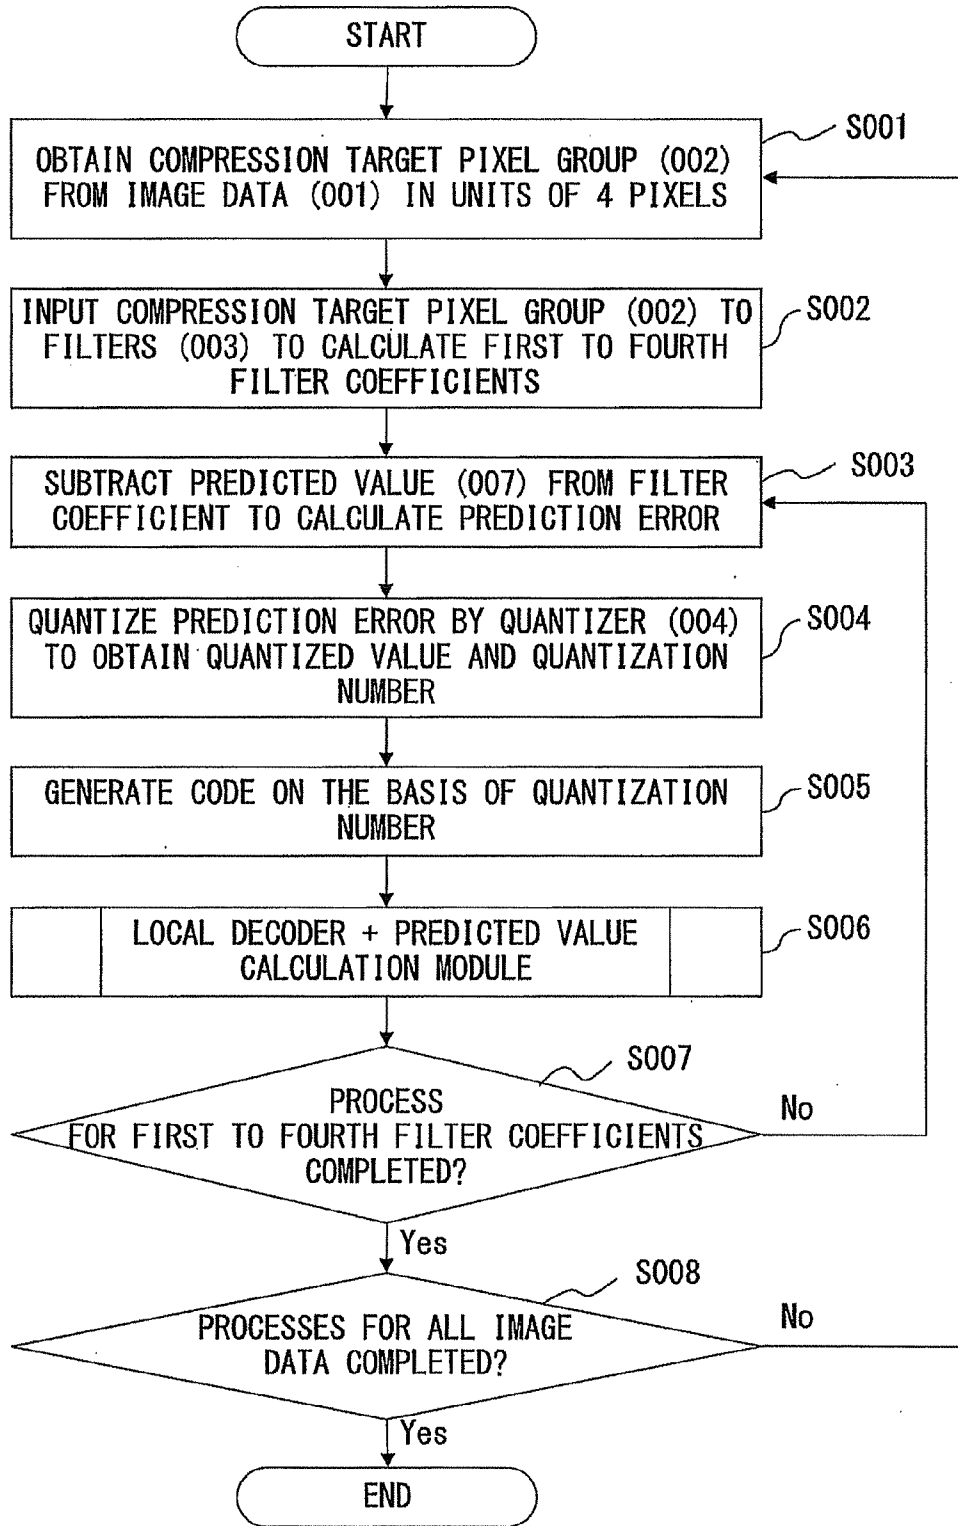 START
S001
OBTAIN COMPRESSION TARGET PIXEL GROUP (002)
FROM IMAGE DATA (001) IN UNITS OF 4 PIXELS
S002
INPUT COMPRESSION TARGET PIXEL GROUP (002) TO
FILTERS (003) TO CALCULATE FIRST TO FOURTH
FILTER COEFFICIENTS
S003
SUBTRACT PREDICTED VALUE (007) FROM FILTER
COEFFICIENT TO CALCULATE PREDICTION ERROR
S004
QUANTIZE PREDICTION ERROR BY QUANTIZER (004)
TO OBTAIN QUANTIZED VALUE AND QUANTIZATION
NUMBER
S005
GENERATE CODE ON THE BASIS OF QUANTIZATION
NUMBER
S006
LOCAL DECODER + PREDICTED VALUE
CALCULATION MODULE
S007
PROCESS
FOR FIRST TO FOURTH FILTER COEFFICIENTS
COMPLETED?
No
Yes
S008
PROCESSES FOR ALL IMAGE
DATA COMPLETED?
No
Yes
END